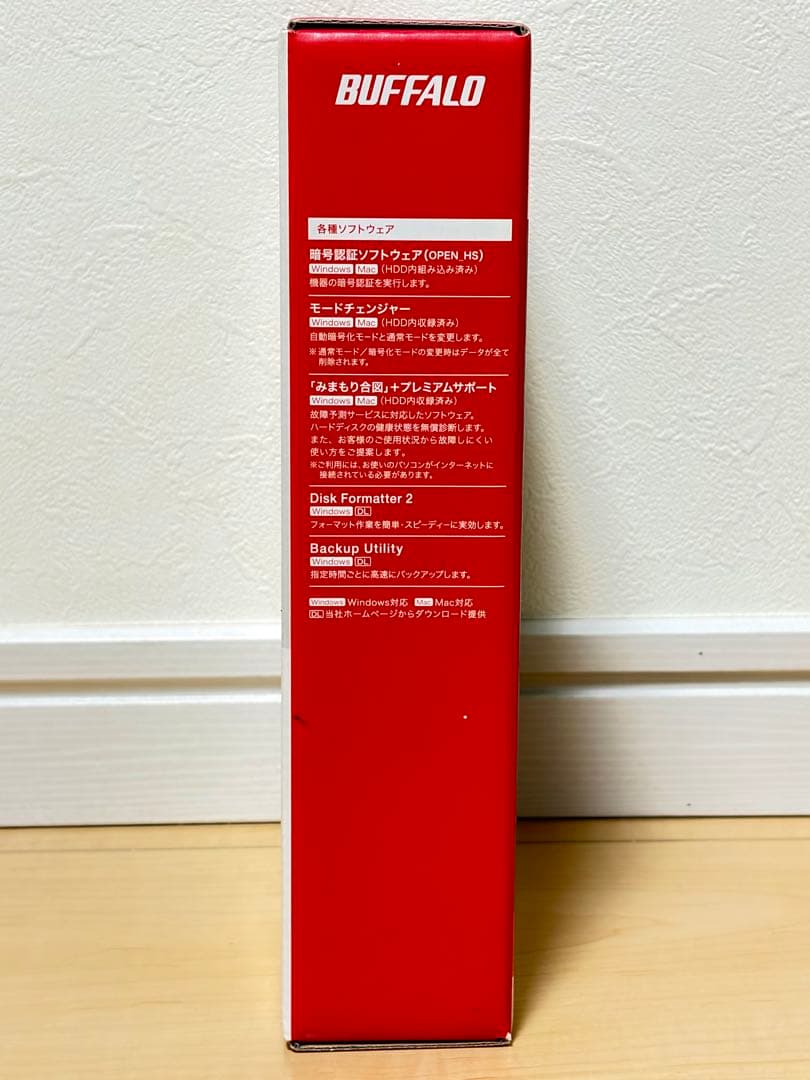 BUFFALO
各種ソフトウェア
暗号認証ソフトウェア(OPEN_HS)
Windows Mac (HDD内組み込み済み)
機器の暗号認証を実行します。
モードチェンジャー
Windows Mac (HDD内収録済み)
自動暗号化モードと通常モードを変更します。
※通常モード/暗号化モードの変更時はデータが全て
削除されます。
「みまもり合図」+プレミアムサポート
Windows Mac (HDD内収録済み)
故障予測サービスに対応したソフトウェア。
ハードディスクの健康状態を無償診断します。
また、お客様のご使用状況から故障しにくい
使い方をご提案します。
※ご利用には、お使いのパソコンがインターネットに
接続されている必要があります。
Disk Formatter 2
Windows DL
フォーマット作業を簡単・スピーディーに実効します。
Backup Utility
Windows DL
指定時間ごとに高速にバックアップします。
Windows Windows対応 Mac Mac対応
DL 当社ホームページからダウンロード提供